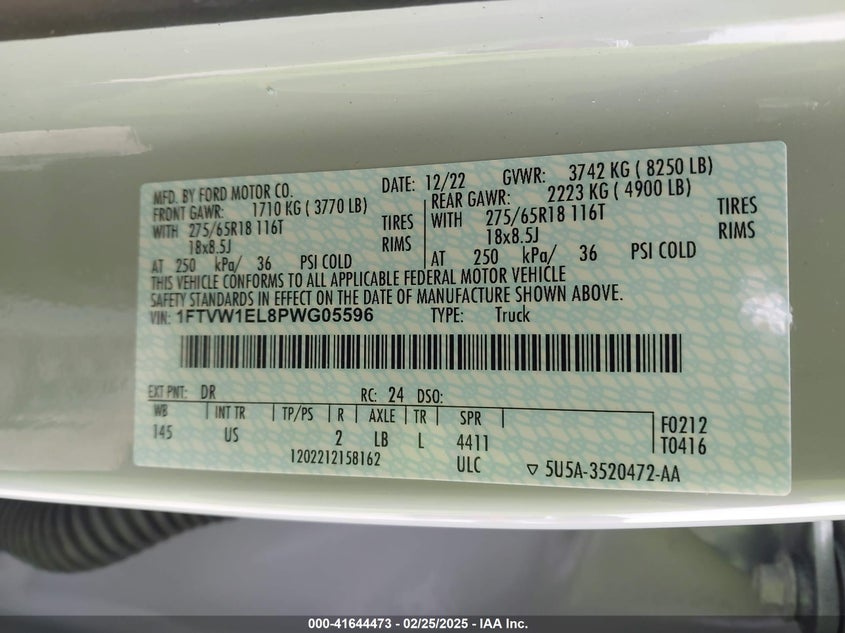 MFD. BY FORD MOTOR CO. DATE: 12/22 GVWR: 3742 KG ( 8250 LB)
FRONT GAWR: 1710 KG ( 3770 LB) REAR GAWR: 2223 KG ( 4900 LB)
WITH 275/65R18 116T TIRES WITH 275/65R18 116T TIRES
18x8.5J RIMS 18x8.5J RIMS
AT 250 kPa/ 36 PSI COLD AT 250 kPa/ 36 PSI COLD
THIS VEHICLE CONFORMS TO ALL APPLICABLE FEDERAL MOTOR VEHICLE
SAFETY STANDARDS IN EFFECT ON THE DATE OF MANUFACTURE SHOWN ABOVE.
VIN: 1FTVW1EL8PWG05596 TYPE: Truck
EXT PNT: DR RC: 24 DSO:
WB INT TR TP/PS R AXLE TR SPR F0212
145 US 2 LB L 4411 T0416
1202212158162 ULC ▽ 5U5A-3520472-AA
000-41644473 - 02/25/2025 - IAA Inc.